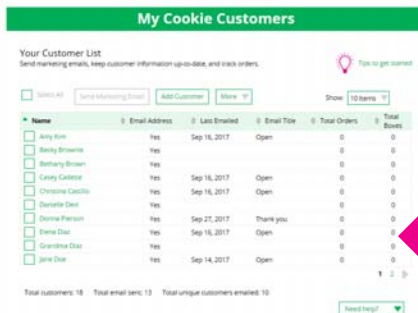 My Cookie Customers
Your Customer List
Send marketing emails, keep customer information up-to-date, and track orders.
Tips to get started
Select All Send Marketing Email Add Customer More Show: 10 Items
Name Email Address Last Emailed Email Title Total Orders Total Boxes
Amy Kim Yes Sep 16, 2017 Open 0 0
Becky Brownie Yes 0 0
Bethany Brown Yes 0 0
Casey Cadette Yes Sep 16, 2017 Open 0 0
Christina Castillo Yes Sep 16, 2017 Open 0 0
Danielle Devi Yes 0 0
Donna Pierson Yes Sep 27, 2017 Thank you 0 0
Elena Diaz Yes Sep 16, 2017 Open 0 0
Grandma Diaz Yes 0 0
Jane Doe Yes Sep 14, 2017 Open 0 0
1 2
Total customers: 18 Total email sent: 13 Total unique customers emailed: 10
Need help?